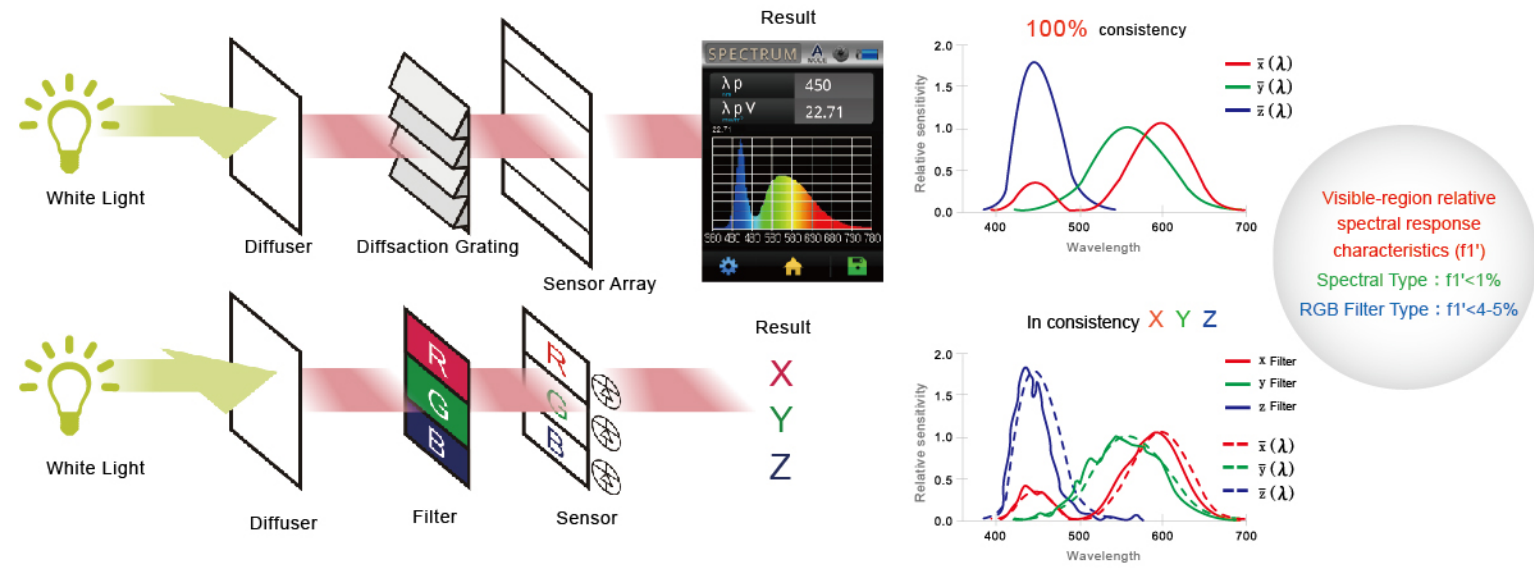 White Light
Diffuser
Diffsaction Grating
Sensor Array
Result
SPECTRUM A
MODE
λp 450
nm
λpV 22.71
22.71
380 430 480 530 580 630 680 730 780
100% consistency
Relative sensitivity
2.0
1.5
1.0
0.5
0.0
400 500 600 700
Wavelength
x̄ (λ)
ȳ (λ)
z̄ (λ)
Visible-region relative
spectral response
characteristics (f1')
Spectral Type : f1'<1%
RGB Filter Type : f1'<4-5%
White Light
Diffuser
R
G
B
Filter
R
G
B
Sensor
Result
X
Y
Z
In consistency X Y Z
Relative sensitivity
2.0
1.5
1.0
0.5
0.0
400 500 600 700
Wavelength
x Filter
y Filter
z Filter
x̄ (λ)
ȳ (λ)
z̄ (λ)